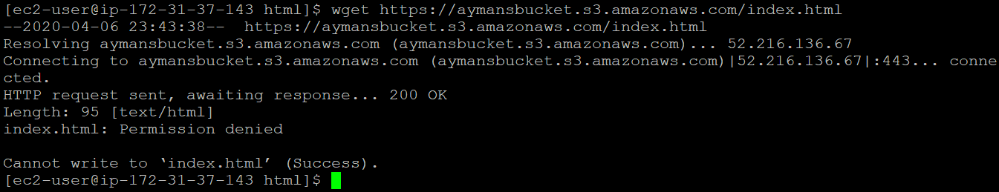 [ec2-user@ip-172-31-37-143 html]$ wget https://aymansbucket.s3.amazonaws.com/index.html
--2020-04-06 23:43:38--  https://aymansbucket.s3.amazonaws.com/index.html
Resolving aymansbucket.s3.amazonaws.com (aymansbucket.s3.amazonaws.com)... 52.216.136.67
Connecting to aymansbucket.s3.amazonaws.com (aymansbucket.s3.amazonaws.com)|52.216.136.67|:443... conne
cted.
HTTP request sent, awaiting response... 200 OK
Length: 95 [text/html]
index.html: Permission denied

Cannot write to ‘index.html’ (Success).
[ec2-user@ip-172-31-37-143 html]$